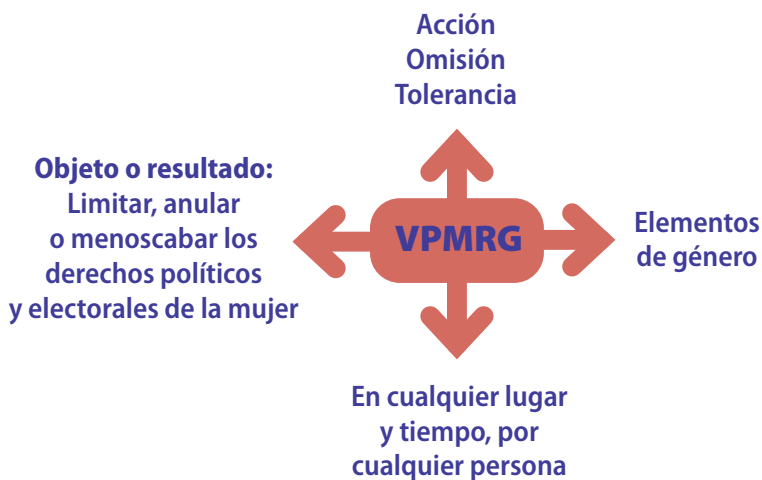 Acción
Omisión
Tolerancia
Objeto o resultado:
Limitar, anular
o menoscabar los
derechos políticos
y electorales de la mujer
VPMRG
Elementos
de género
En cualquier lugar
y tiempo, por
cualquier persona